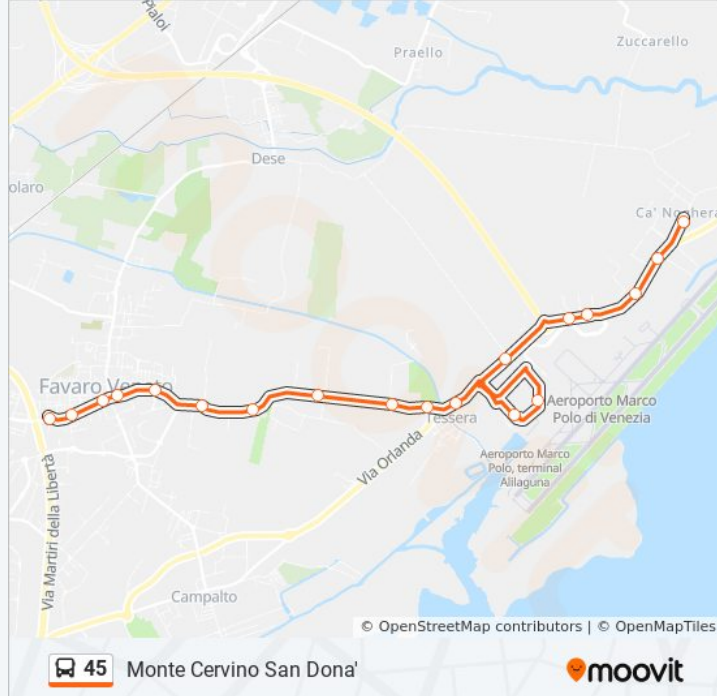 Pialoi
Praello
Zuccarello
Dese
olaro
Ca' Noghera
Favaro Veneto
Tessera
Aeroporto Marco
Polo di Venezia
Via Orlanda
Aeroporto Marco
Polo, terminal
Alilaguna
Via Martiri della Libertà
Campalto
© OpenStreetMap contributors | © OpenMapTiles
45 Monte Cervino San Dona' moovit